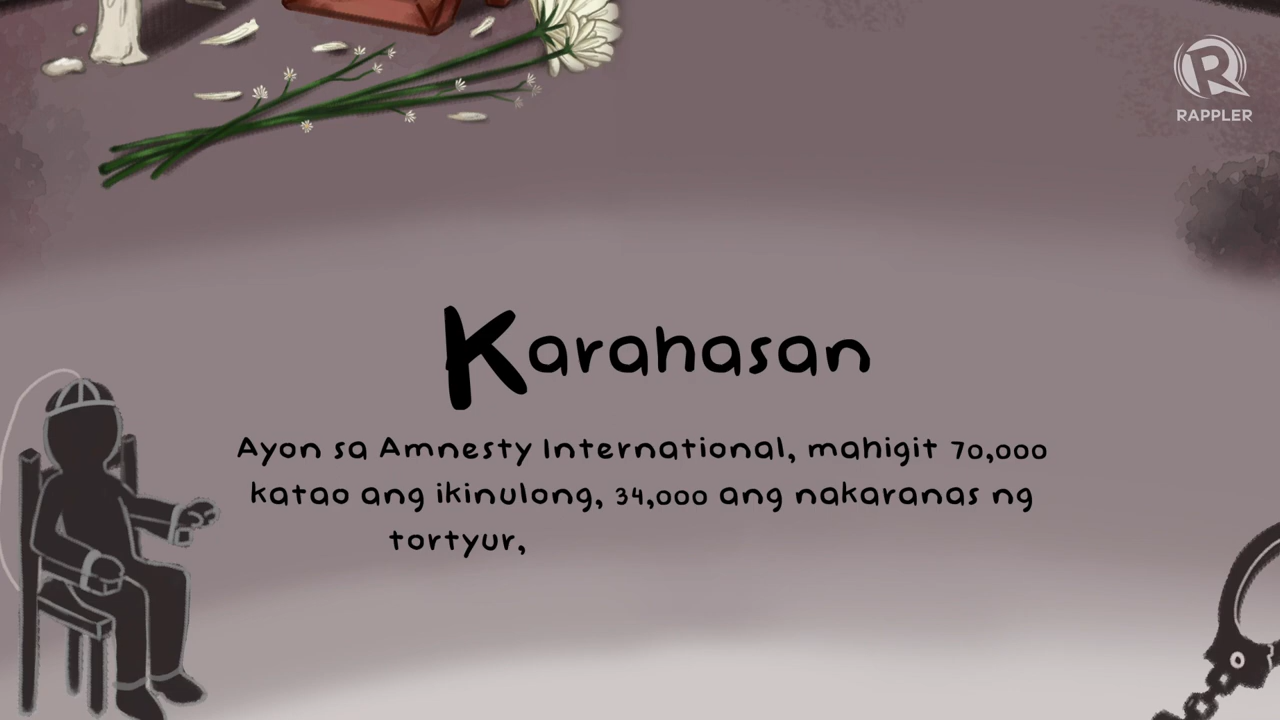 RAPPLER
Karahasan
Ayon sa Amnesty International, mahigit 70,000
katao ang ikinulong, 34,000 ang nakaranas ng
tortyur,